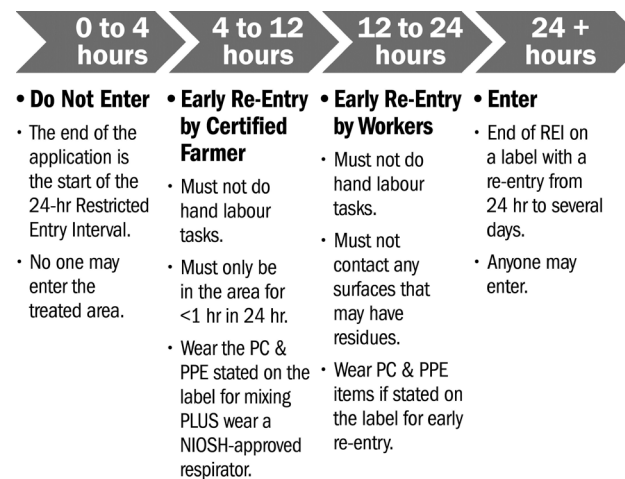 0 to 4
hours
4 to 12
hours
12 to 24
hours
24 +
hours
• Do Not Enter
· The end of the
application is
the start of the
24-hr Restricted
Entry Interval.
· No one may
enter the
treated area.
• Early Re-Entry
by Certified
Farmer
· Must not do
hand labour
tasks.
· Must only be
in the area for
<1 hr in 24 hr.
· Wear the PC &
PPE stated on the
label for mixing
PLUS wear a
NIOSH-approved
respirator.
• Early Re-Entry
by Workers
· Must not do
hand labour
tasks.
· Must not
contact any
surfaces that
may have
residues.
· Wear PC & PPE
items if stated on
the label for early
re-entry.
• Enter
· End of REI on
a label with a
re-entry from
24 hr to several
days.
· Anyone may
enter.